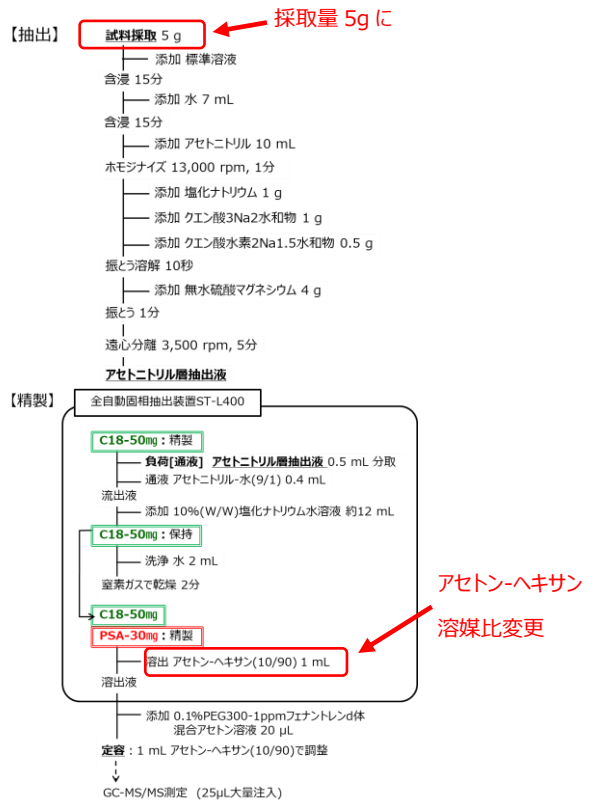 【抽出】
試料採取 5 g
採取量 5g に
添加 標準溶液
含浸 15分
添加 水 7 mL
含浸 15分
添加 アセトニトリル 10 mL
ホモジナイズ 13,000 rpm, 1分
添加 塩化ナトリウム 1 g
添加 クエン酸3Na2水和物 1 g
添加 クエン酸水素2Na1.5水和物 0.5 g
振とう溶解 10秒
添加 無水硫酸マグネシウム 4 g
振とう 1分
遠心分離 3,500 rpm, 5分
アセトニトリル層抽出液
【精製】
全自動固相抽出装置ST-L400
C18-50mg：精製
負荷[通液] アセトニトリル層抽出液 0.5 mL 分取
通液 アセトニトリル-水(9/1) 0.4 mL
流出液
添加 10%(W/W)塩化ナトリウム水溶液 約12 mL
C18-50mg：保持
洗浄 水 2 mL
窒素ガスで乾燥 2分
C18-50mg
PSA-30mg：精製
溶出 アセトン-ヘキサン(10/90) 1 mL
アセトン-ヘキサン
溶媒比変更
溶出液
添加 0.1%PEG300-1ppmフェナントレンd体
混合アセトン溶液 20 μL
定容：1 mL アセトン-ヘキサン(10/90)で調整
GC-MS/MS測定 (25μL大量注入)